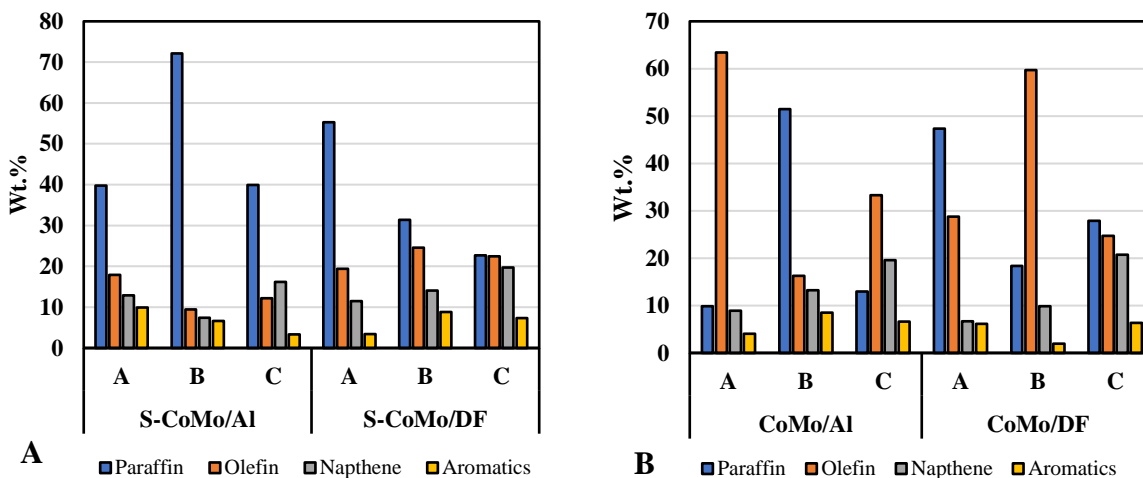 80
70
60
50
40
30
20
10
0
Wt.%
A B C A B C
S-CoMo/Al S-CoMo/DF
A
Paraffin Olefin Napthene Aromatics
70
60
50
40
30
20
10
0
Wt.%
A B C A B C
CoMo/Al CoMo/DF
B
Paraffin Olefin Napthene Aromatics